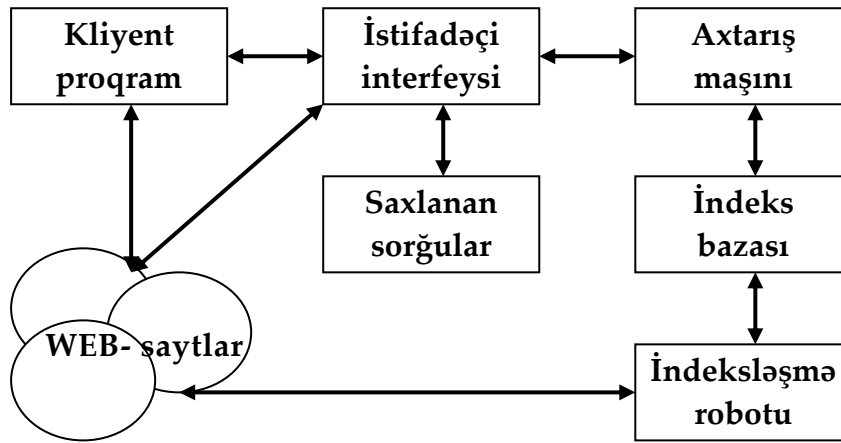 Kliyent
proqram
İstifadəçi
interfeysi
Axtarış
maşını
Saxlanan
sorğular
İndeks
bazası
WEB- saytlar
İndeksləşmə
robotu